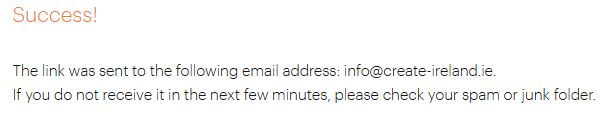 Success!
The link was sent to the following email address: info@create-ireland.ie.
If you do not receive it in the next few minutes, please check your spam or junk folder.